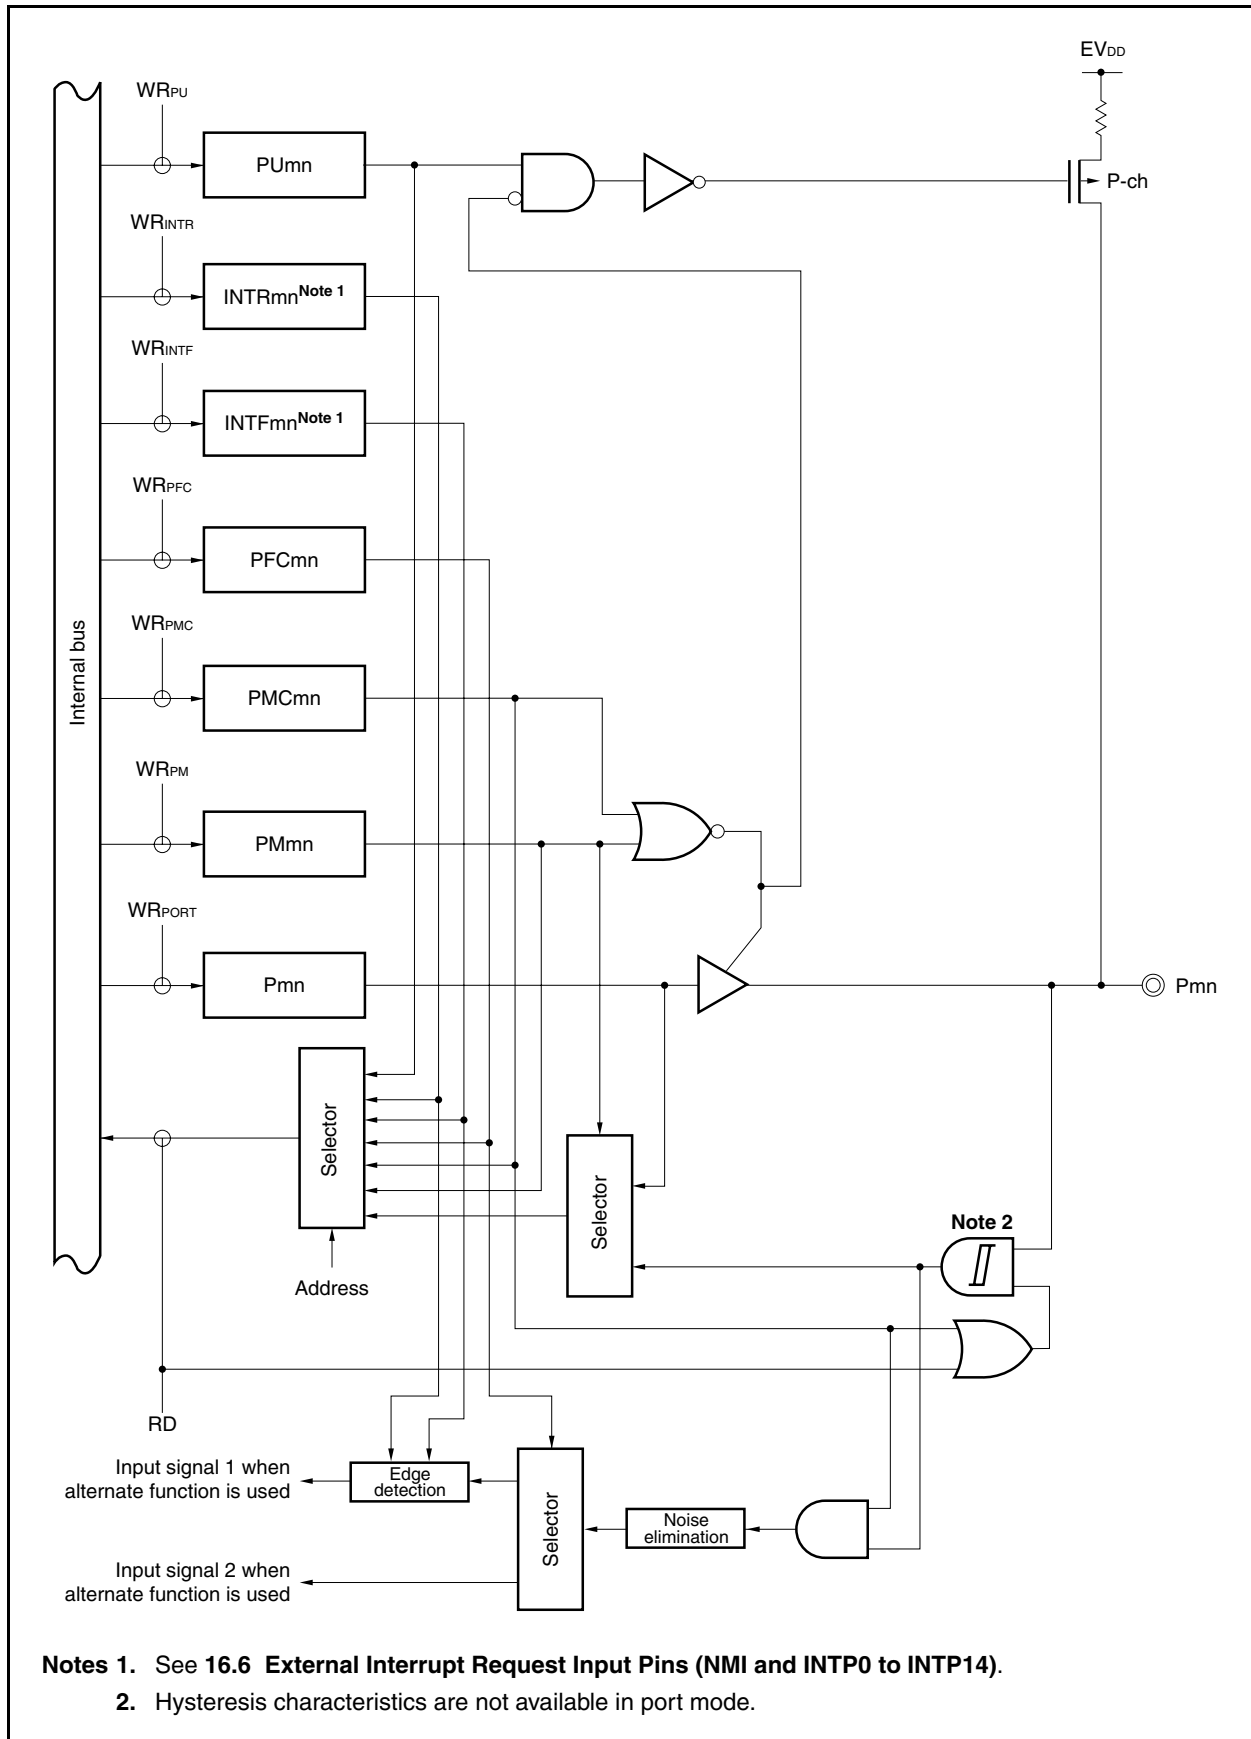 EVDD
WRPU
PUmn
P-ch
WRINTR
INTRmnNote 1
WRINTF
INTFmnNote 1
WRPFC
PFCmn
WRPMC
PMCmn
Internal bus
WRPM
PMmn
WRPORT
Pmn
Pmn
Selector
Selector
Note 2
Address
RD
Input signal 1 when
alternate function is used
Edge
detection
Selector
Noise
elimination
Input signal 2 when
alternate function is used
Notes 1. See 16.6 External Interrupt Request Input Pins (NMI and INTP0 to INTP14).
2. Hysteresis characteristics are not available in port mode.